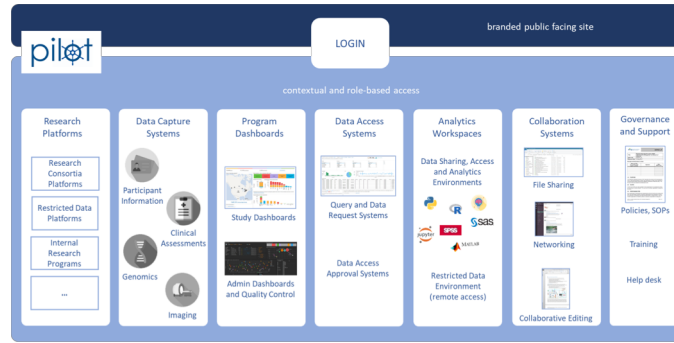 branded public facing site
pilot
LOGIN
contextual and role-based access
Research
Platforms
Research
Consortia
Platforms
Restricted Data
Platforms
Internal
Research
Programs
...
Data Capture
Systems
Participant
Information
Clinical
Assessments
Genomics
Imaging
Program
Dashboards
Study Dashboards
Admin Dashboards
and Quality Control
Data Access
Systems
Query and Data
Request Systems
Data Access
Approval Systems
Analytics
Workspaces
Data Sharing, Access
and Analytics
Environments
R
sas
jupyter
SPSS
MATLAB
Restricted Data
Environment
(remote access)
Collaboration
Systems
File Sharing
Networking
Collaborative Editing
Governance
and Support
Policies, SOPs
Training
Help desk